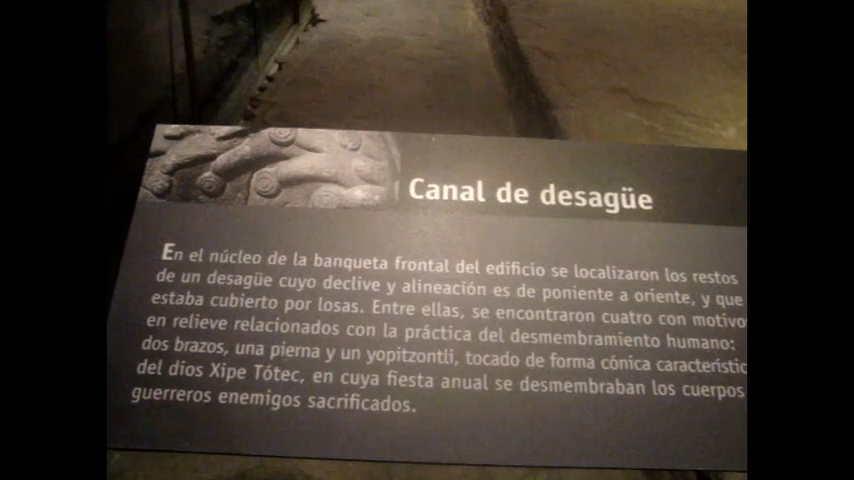 Canal de desagüe
En el núcleo de la banqueta frontal del edificio se localizaron los restos
de un desagüe cuyo declive y alineación es de poniente a oriente, y que
estaba cubierto por losas. Entre ellas, se encontraron cuatro con motivo
en relieve relacionados con la práctica del desmembramiento humano:
dos brazos, una pierna y un yopitzontli, tocado de forma cónica característic
del dios Xipe Tótec, en cuya fiesta anual se desmembraban los cuerpos
guerreros enemigos sacrificados.